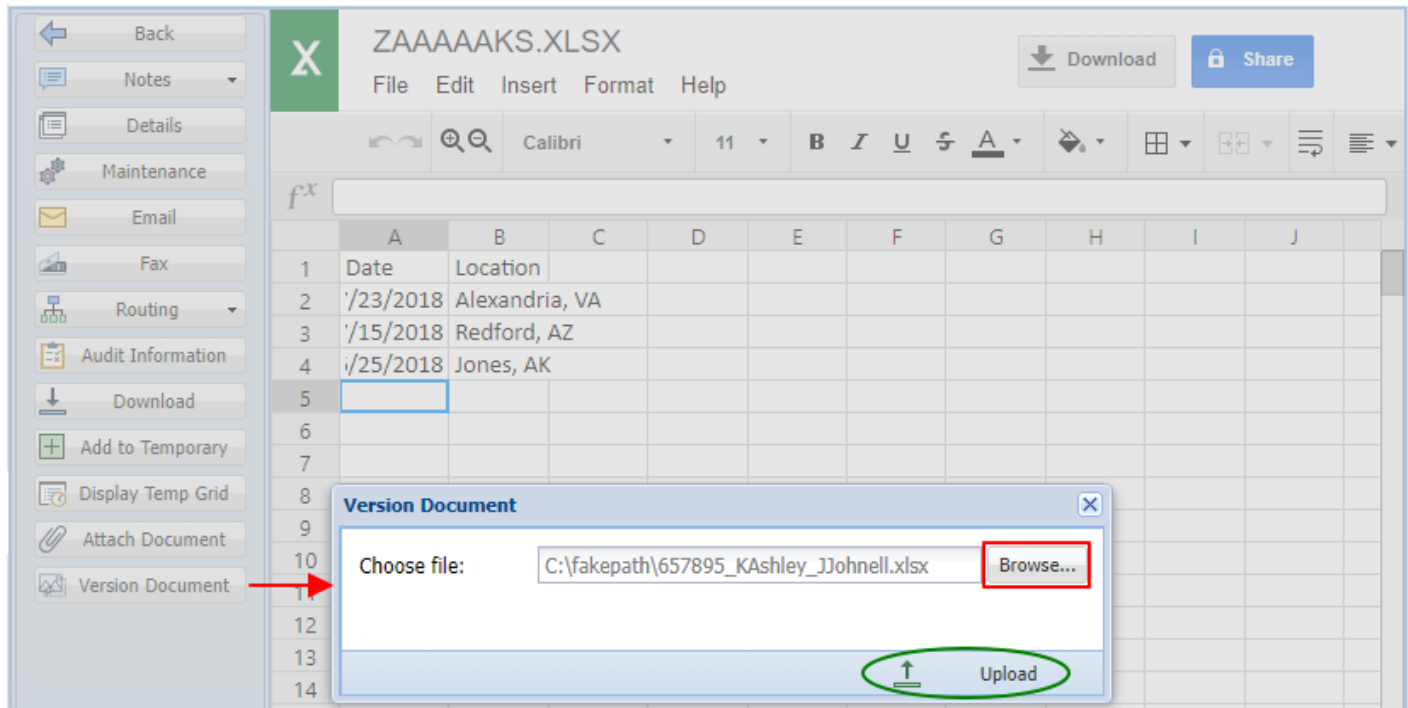 Back
Notes
Details
Maintenance
Email
Fax
Routing
Audit Information
Download
Add to Temporary
Display Temp Grid
Attach Document
Version Document
X
ZAAAAAKS.XLSX
File Edit Insert Format Help
Download
Share
Calibri 11 B I U S A
fx
A B C D E F G H I J
1 Date Location
2 /23/2018 Alexandria, VA
3 /15/2018 Redford, AZ
4 /25/2018 Jones, AK
5
6
7
8
9
10
11
12
13
14
Version Document
Choose file: C:\fakepath\657895_KAshley_JJohnell.xlsx Browse...
Upload